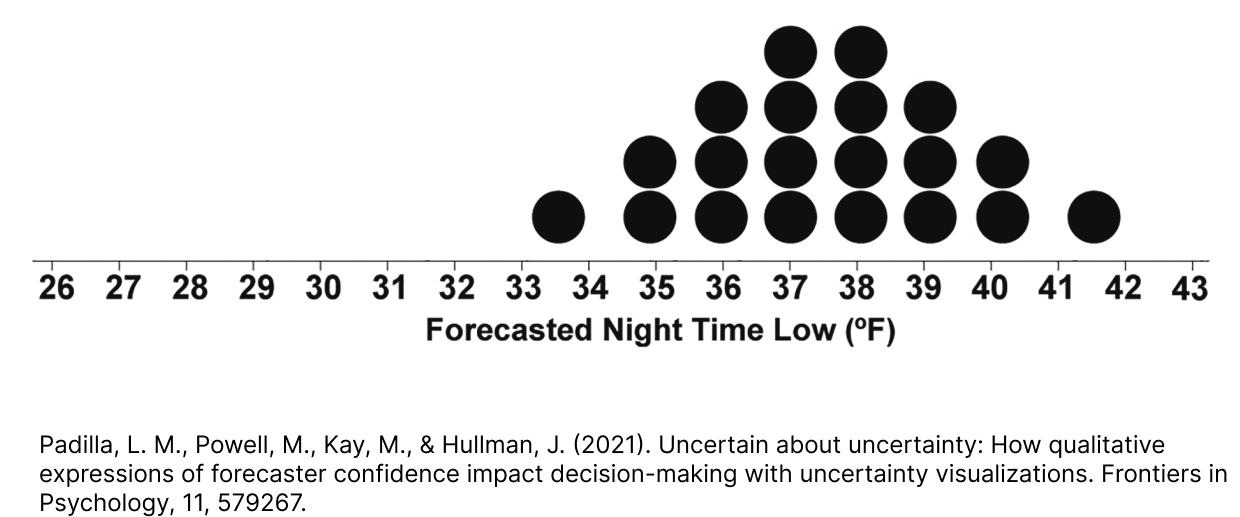 26 27 28 29 30 31 32 33 34 35 36 37 38 39 40 41 42 43
Forecasted Night Time Low (ºF)
Padilla, L. M., Powell, M., Kay, M., & Hullman, J. (2021). Uncertain about uncertainty: How qualitative
expressions of forecaster confidence impact decision-making with uncertainty visualizations. Frontiers in
Psychology, 11, 579267.